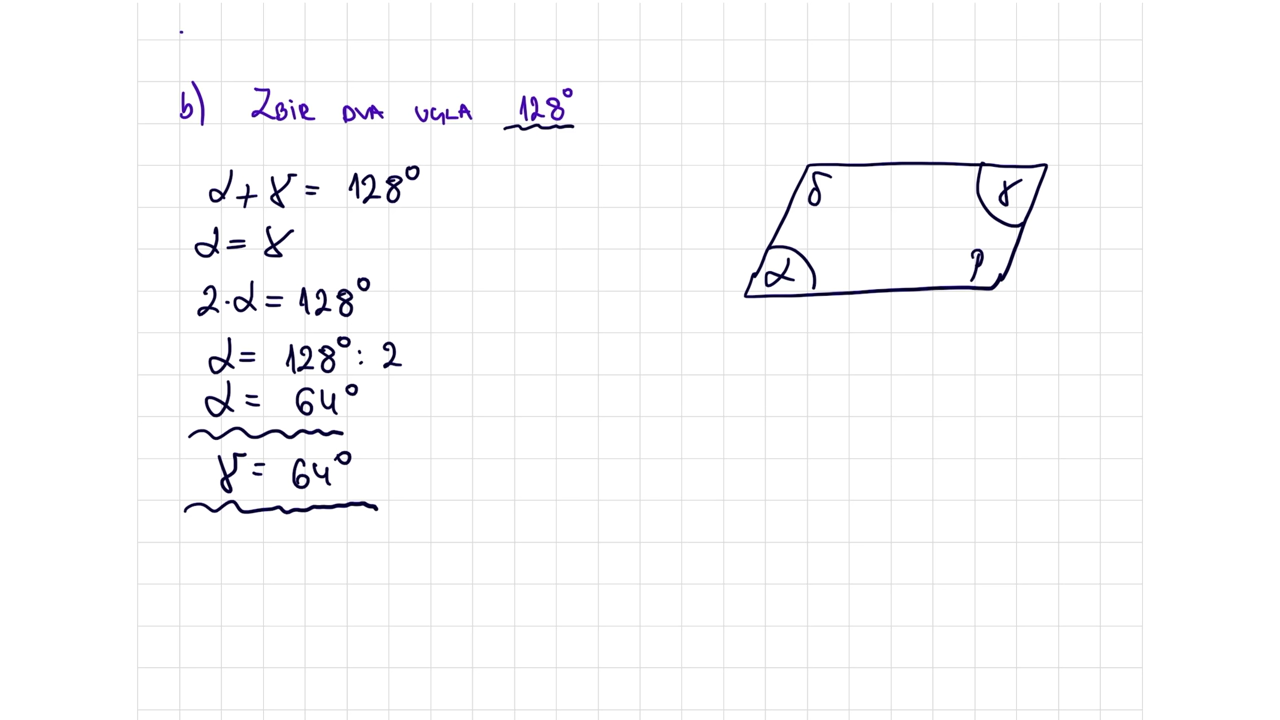 b) Zbir dva ugla 128°
α + γ = 128°
α = γ
2·α = 128°
α = 128° : 2
α = 64°
γ = 64°
δ γ
α β